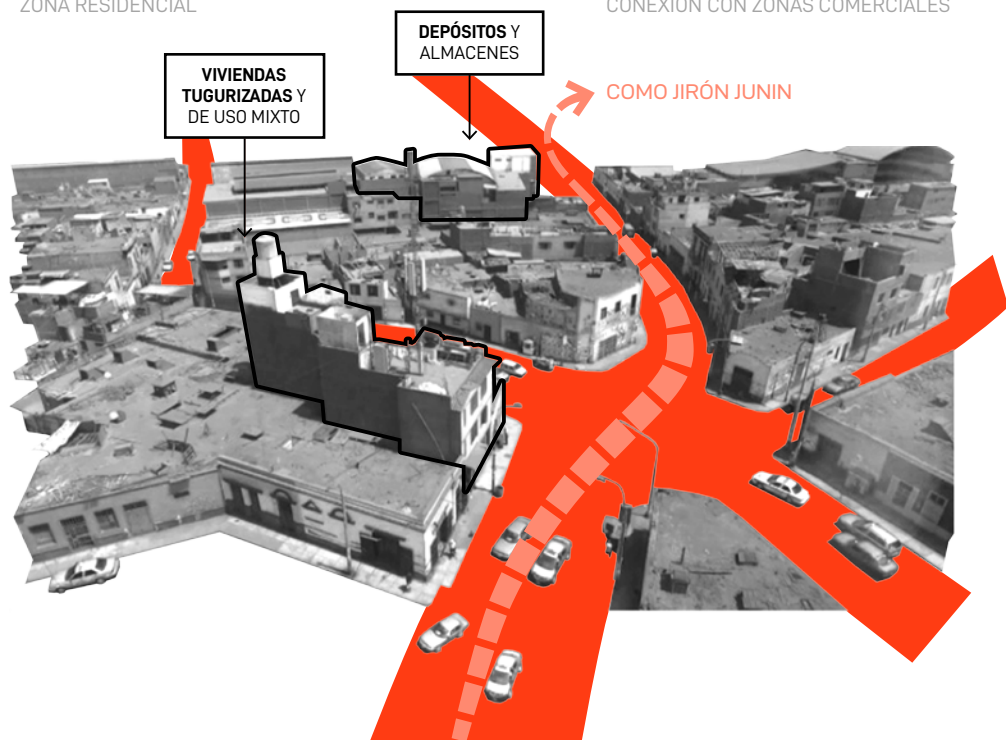 ZONA RESIDENCIAL
CONEXIÓN CON ZONAS COMERCIALES
DEPÓSITOS Y
ALMACENES
VIVIENDAS
TUGURIZADAS Y
DE USO MIXTO
COMO JIRÓN JUNIN